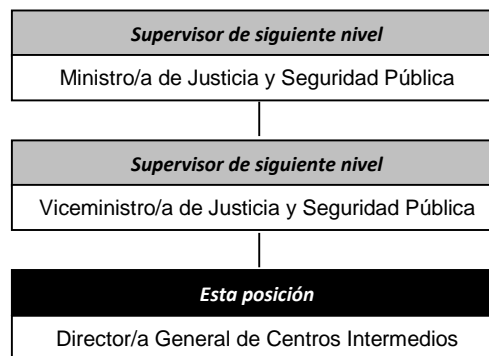 Supervisor de siguiente nivel
Ministro/a de Justicia y Seguridad Pública
Supervisor de siguiente nivel
Viceministro/a de Justicia y Seguridad Pública
Esta posición
Director/a General de Centros Intermedios